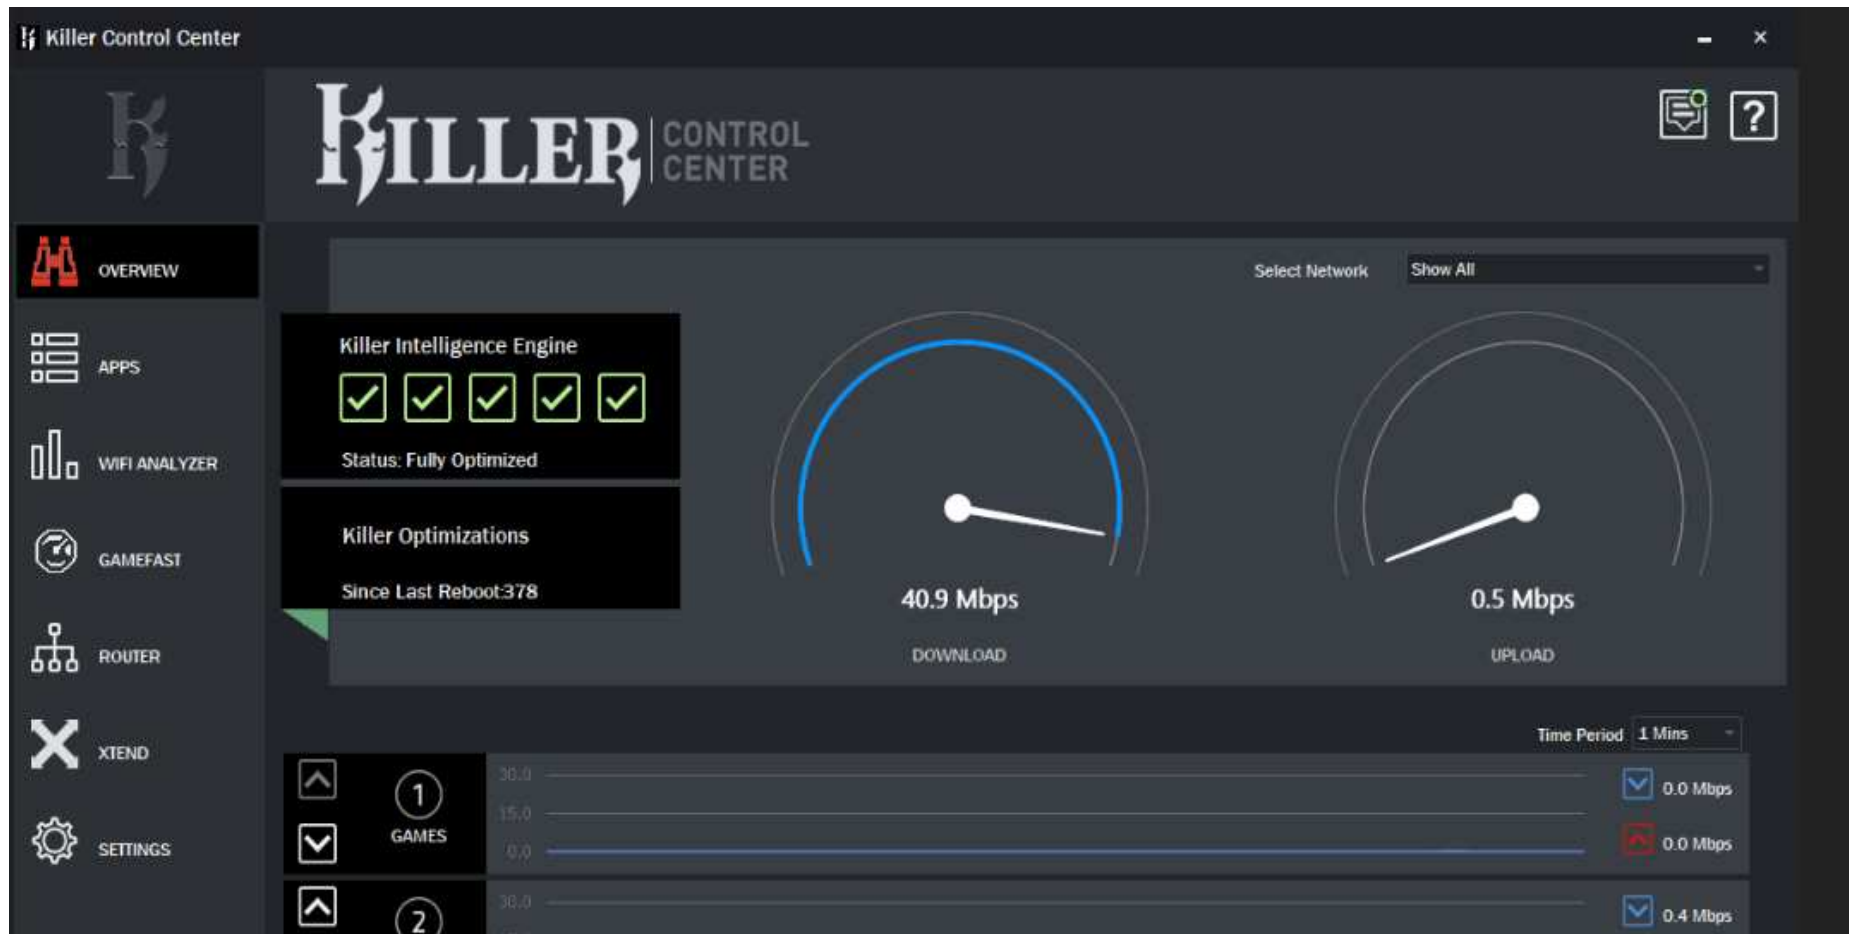 Killer Control Center
KILLER CONTROL CENTER
?
OVERVIEW
APPS
WIFI ANALYZER
GAMEFAST
ROUTER
XTEND
SETTINGS
Select Network Show All
Killer Intelligence Engine
Status: Fully Optimized
Killer Optimizations
Since Last Reboot:378
40.9 Mbps
DOWNLOAD
0.5 Mbps
UPLOAD
Time Period 1 Mins
1
GAMES
30.0
15.0
0.0
0.0 Mbps
0.0 Mbps
2
30.0
0.4 Mbps